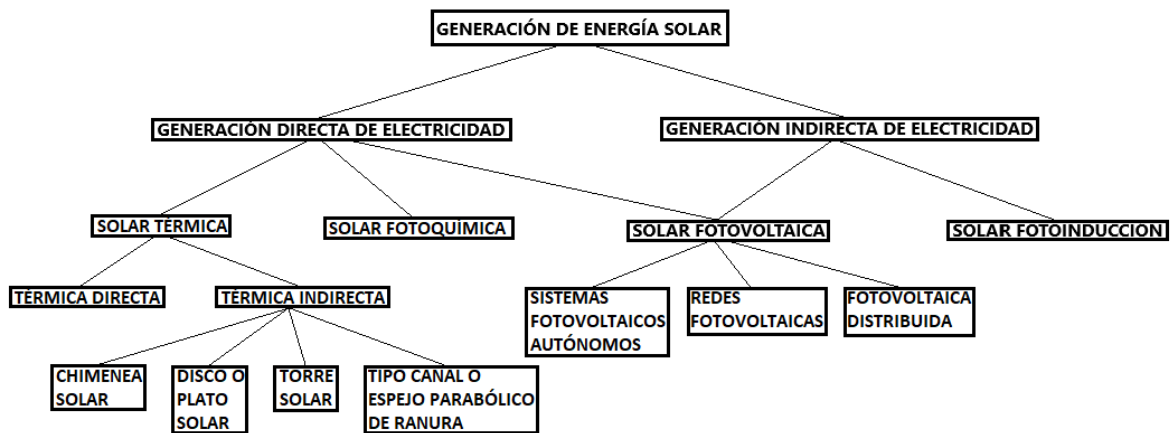 GENERACIÓN DE ENERGÍA SOLAR
GENERACIÓN DIRECTA DE ELECTRICIDAD
GENERACIÓN INDIRECTA DE ELECTRICIDAD
SOLAR TÉRMICA
SOLAR FOTOQUÍMICA
SOLAR FOTOVOLTAICA
SOLAR FOTOINDUCCION
TÉRMICA DIRECTA
TÉRMICA INDIRECTA
SISTEMAS
FOTOVOLTAICOS
AUTÓNOMOS
REDES
FOTOVOLTAICAS
FOTOVOLTAICA
DISTRIBUIDA
CHIMENEA
SOLAR
DISCO O
PLATO
SOLAR
TORRE
SOLAR
TIPO CANAL O
ESPEJO PARABÓLICO
DE RANURA